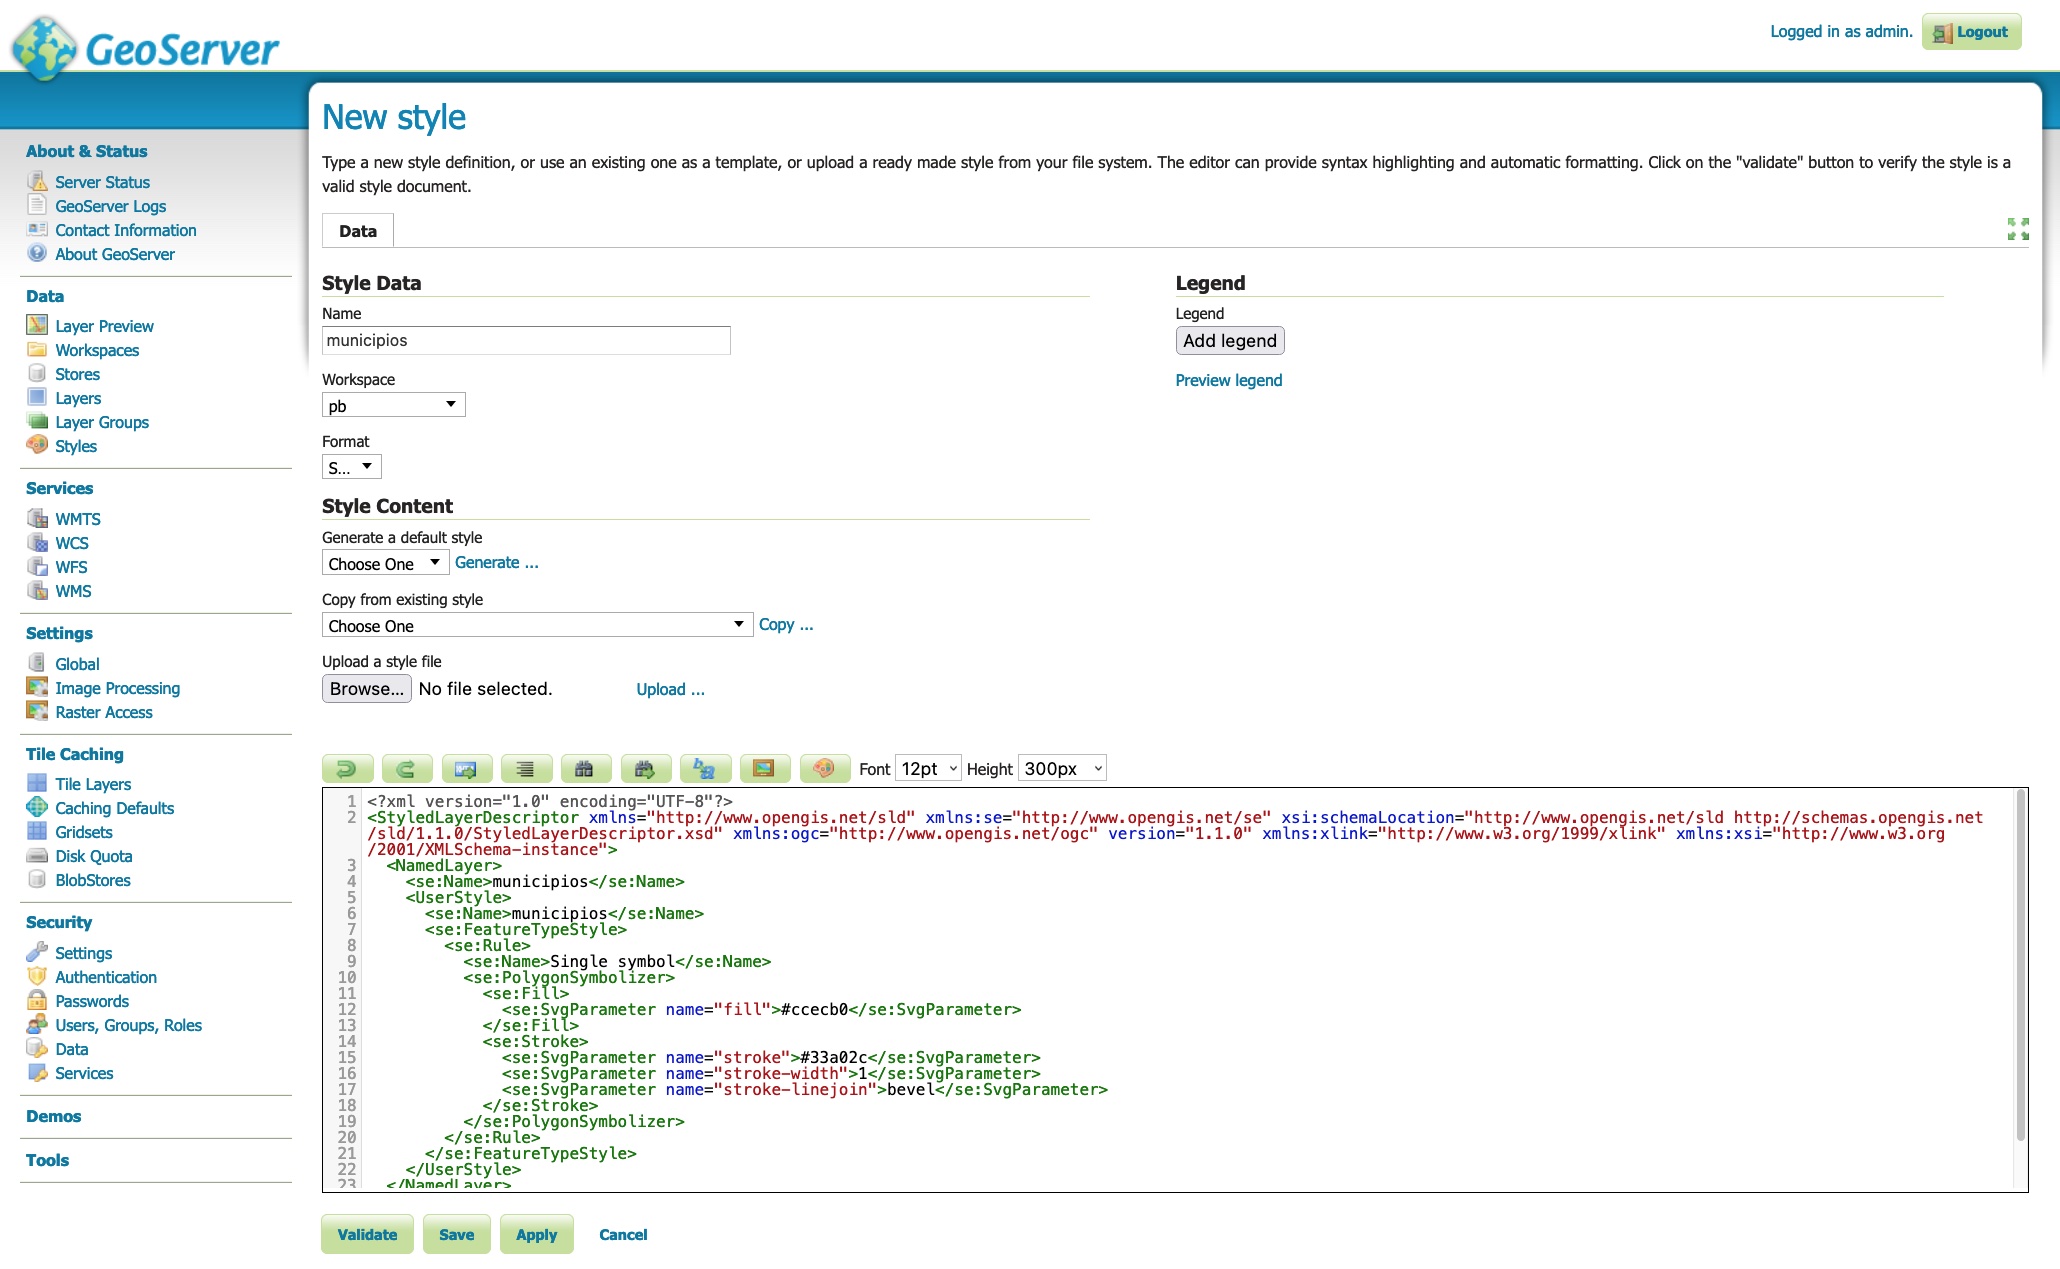 GeoServer
Logged in as admin.
Logout
About & Status
Server Status
GeoServer Logs
Contact Information
About GeoServer
Data
Layer Preview
Workspaces
Stores
Layers
Layer Groups
Styles
Services
WMTS
WCS
WFS
WMS
Settings
Global
Image Processing
Raster Access
Tile Caching
Tile Layers
Caching Defaults
Gridsets
Disk Quota
BlobStores
Security
Settings
Authentication
Passwords
Users, Groups, Roles
Data
Services
Demos
Tools
New style
Type a new style definition, or use an existing one as a template, or upload a ready made style from your file system. The editor can provide syntax highlighting and automatic formatting. Click on the "validate" button to verify the style is a
valid style document.
Data
Style Data
Name
municipios
Workspace
pb
Format
S...
Legend
Legend
Add legend
Preview legend
Style Content
Generate a default style
Choose One Generate ...
Copy from existing style
Choose One Copy ...
Upload a style file
Browse... No file selected. Upload ...
Font 12pt Height 300px
1 <?xml version="1.0" encoding="UTF-8"?>
2 <StyledLayerDescriptor xmlns="http://www.opengis.net/sld" xmlns:se="http://www.opengis.net/se" xsi:schemaLocation="http://www.opengis.net/sld http://schemas.opengis.net
/sld/1.1.0/StyledLayerDescriptor.xsd" xmlns:ogc="http://www.opengis.net/ogc" version="1.1.0" xmlns:xlink="http://www.w3.org/1999/xlink" xmlns:xsi="http://www.w3.org
/2001/XMLSchema-instance">
3 <NamedLayer>
4 <se:Name>municipios</se:Name>
5 <UserStyle>
6 <se:Name>municipios</se:Name>
7 <se:FeatureTypeStyle>
8 <se:Rule>
9 <se:Name>Single symbol</se:Name>
10 <se:PolygonSymbolizer>
11 <se:Fill>
12 <se:SvgParameter name="fill">#ccecb0</se:SvgParameter>
13 </se:Fill>
14 <se:Stroke>
15 <se:SvgParameter name="stroke">#33a02c</se:SvgParameter>
16 <se:SvgParameter name="stroke-width">1</se:SvgParameter>
17 <se:SvgParameter name="stroke-linejoin">bevel</se:SvgParameter>
18 </se:Stroke>
19 </se:PolygonSymbolizer>
20 </se:Rule>
21 </se:FeatureTypeStyle>
22 </UserStyle>
23 </NamedLayer>
Validate
Save
Apply
Cancel